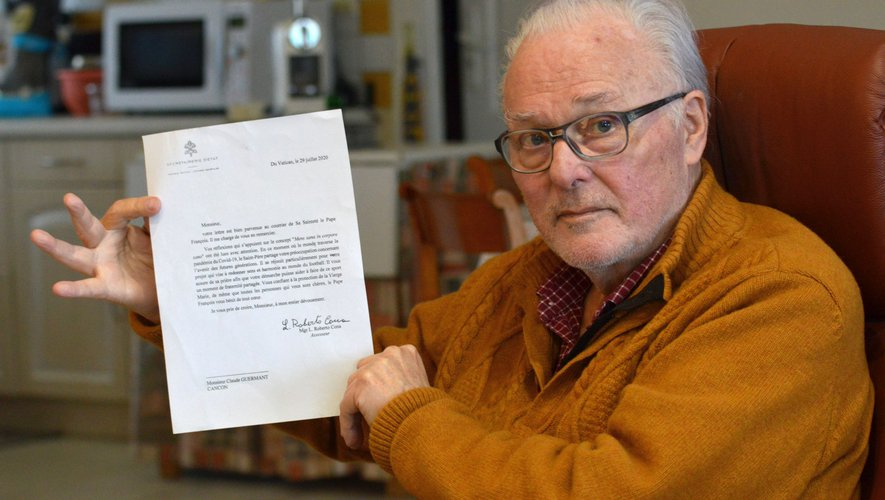 Du Vatican, le 29 juillet 2020
Monsieur,
votre lettre est bien parvenue au courrier de Sa Sainteté le Pape
François. Il me charge de vous en remercier.
Vos réflexions qui s'appuient sur le concept "Mens sana in corpore
sano" ont été lues avec attention. En ce moment où le monde traverse la
pandémie du Covid-19, le Saint-Père partage votre préoccupation concernant
l'avenir des futures générations. Il se réjouit particulièrement pour votre
projet qui vise à redonner sens et harmonie au monde du football. Il vous
assure de sa prière afin que votre démarche puisse aider à faire de ce sport
un moment de fraternité partagée. Vous confiant à la protection de la Vierge
Marie, de même que toutes les personnes qui vous sont chères, le Pape
François vous bénit de tout cœur.
Je vous prie de croire, Monsieur, à mon entier dévouement.
L. Roberto Cona
Mgr L. Roberto Cona
Assesseur
Monsieur Claude GUERMANT
CANCON